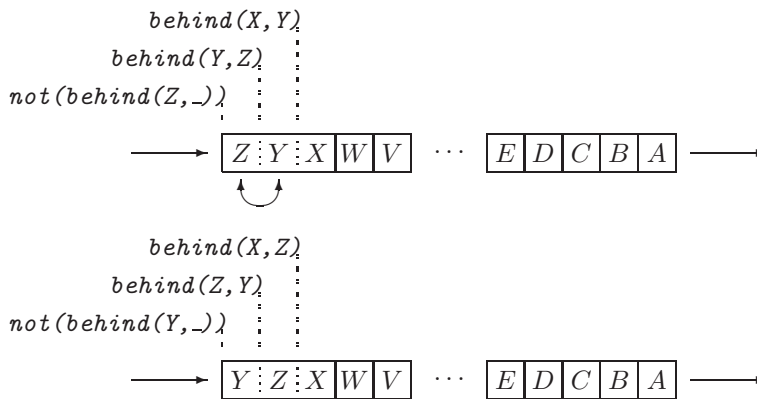 behind(X,Y)
behind(Y,Z)
not(behind(Z,_))
Z Y X W V ··· E D C B A
behind(X,Z)
behind(Z,Y)
not(behind(Y,_))
Y Z X W V ··· E D C B A